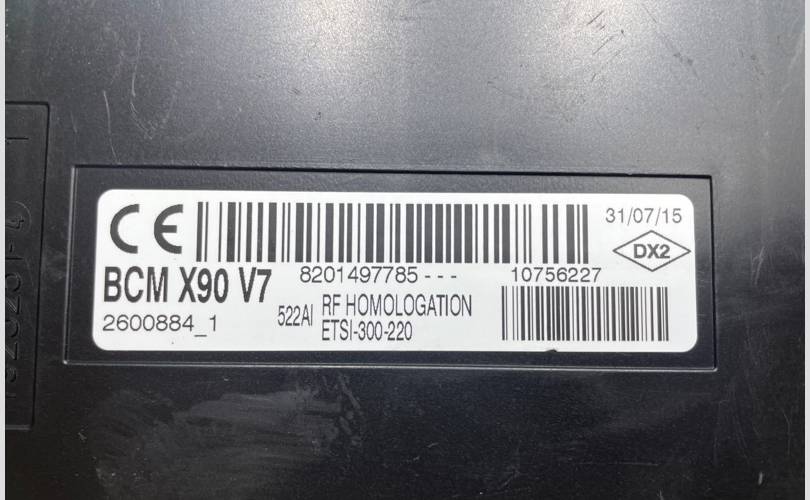 CE
31/07/15
DX2
8201497785--- 10756227
BCM X90 V7
2600884_1
522AI
RF HOMOLOGATION
ETSI-300-220